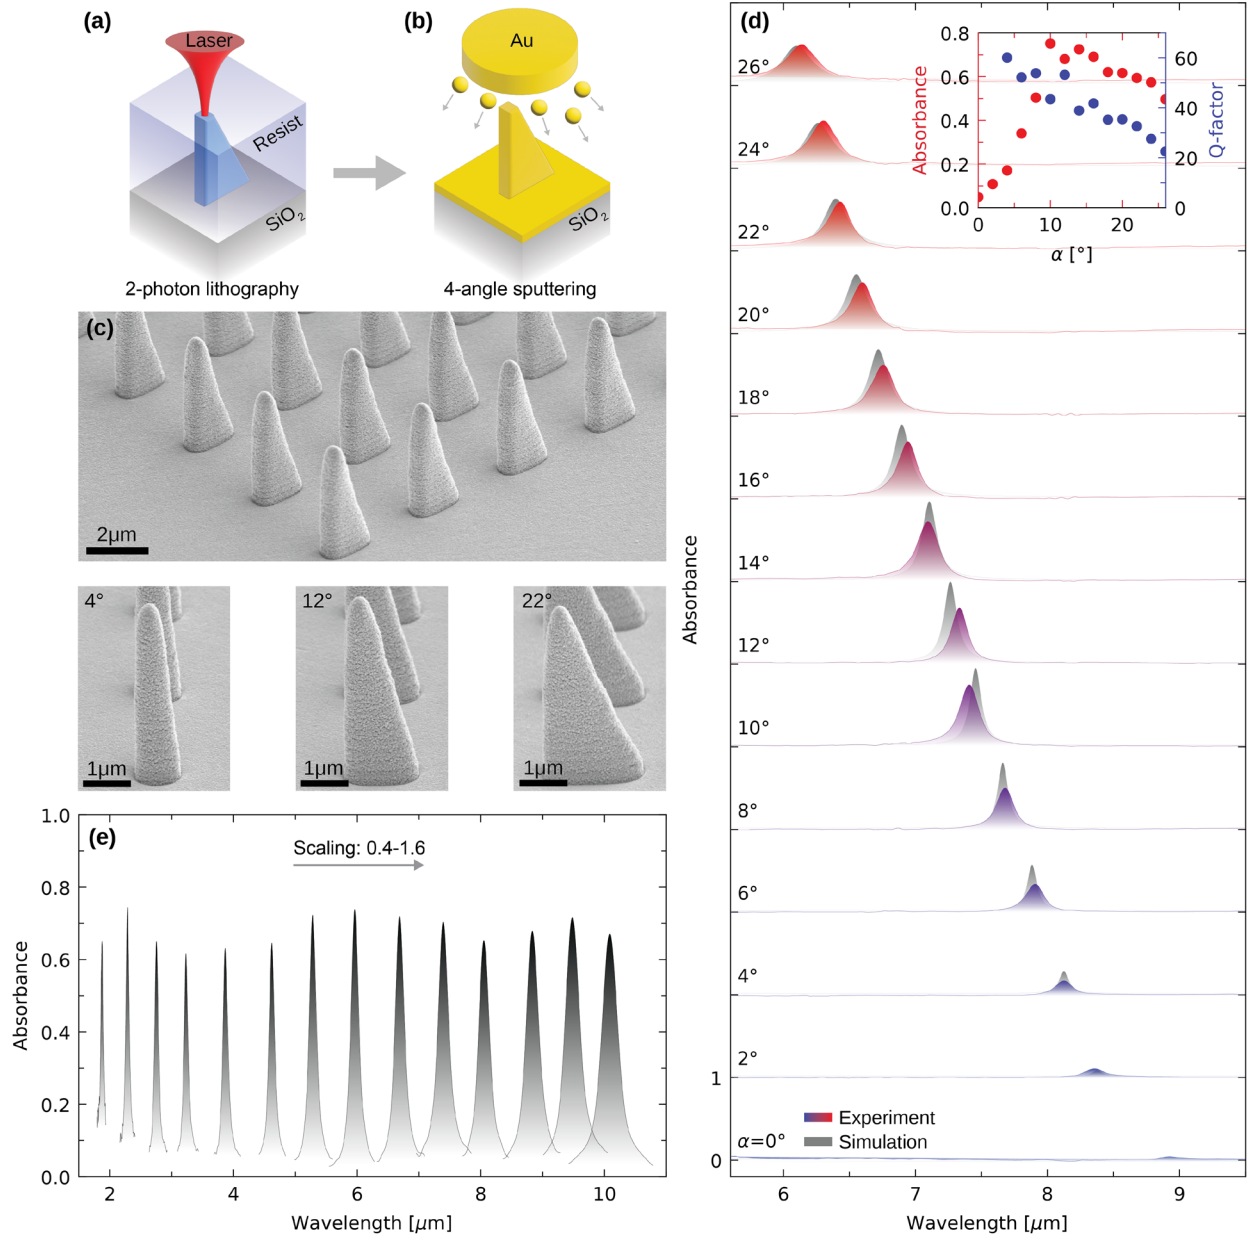 (a)
Laser
Resist
SiO2
2-photon lithography
(b)
Au
SiO2
4-angle sputtering
(c)
2μm
4°
1μm
12°
1μm
22°
1μm
(d)
26°
24°
22°
20°
18°
16°
14°
12°
10°
8°
6°
4°
2°
1
α=0°
0
Experiment
Simulation
Absorbance
6 7 8 9
Wavelength [μm]
0.8
0.6
0.4
0.2
0.0
Absorbance
60
40
20
0
Q-factor
0 10 20
α [°]
(e)
Scaling: 0.4-1.6
1.0
0.8
0.6
0.4
0.2
0.0
Absorbance
2 4 6 8 10
Wavelength [μm]